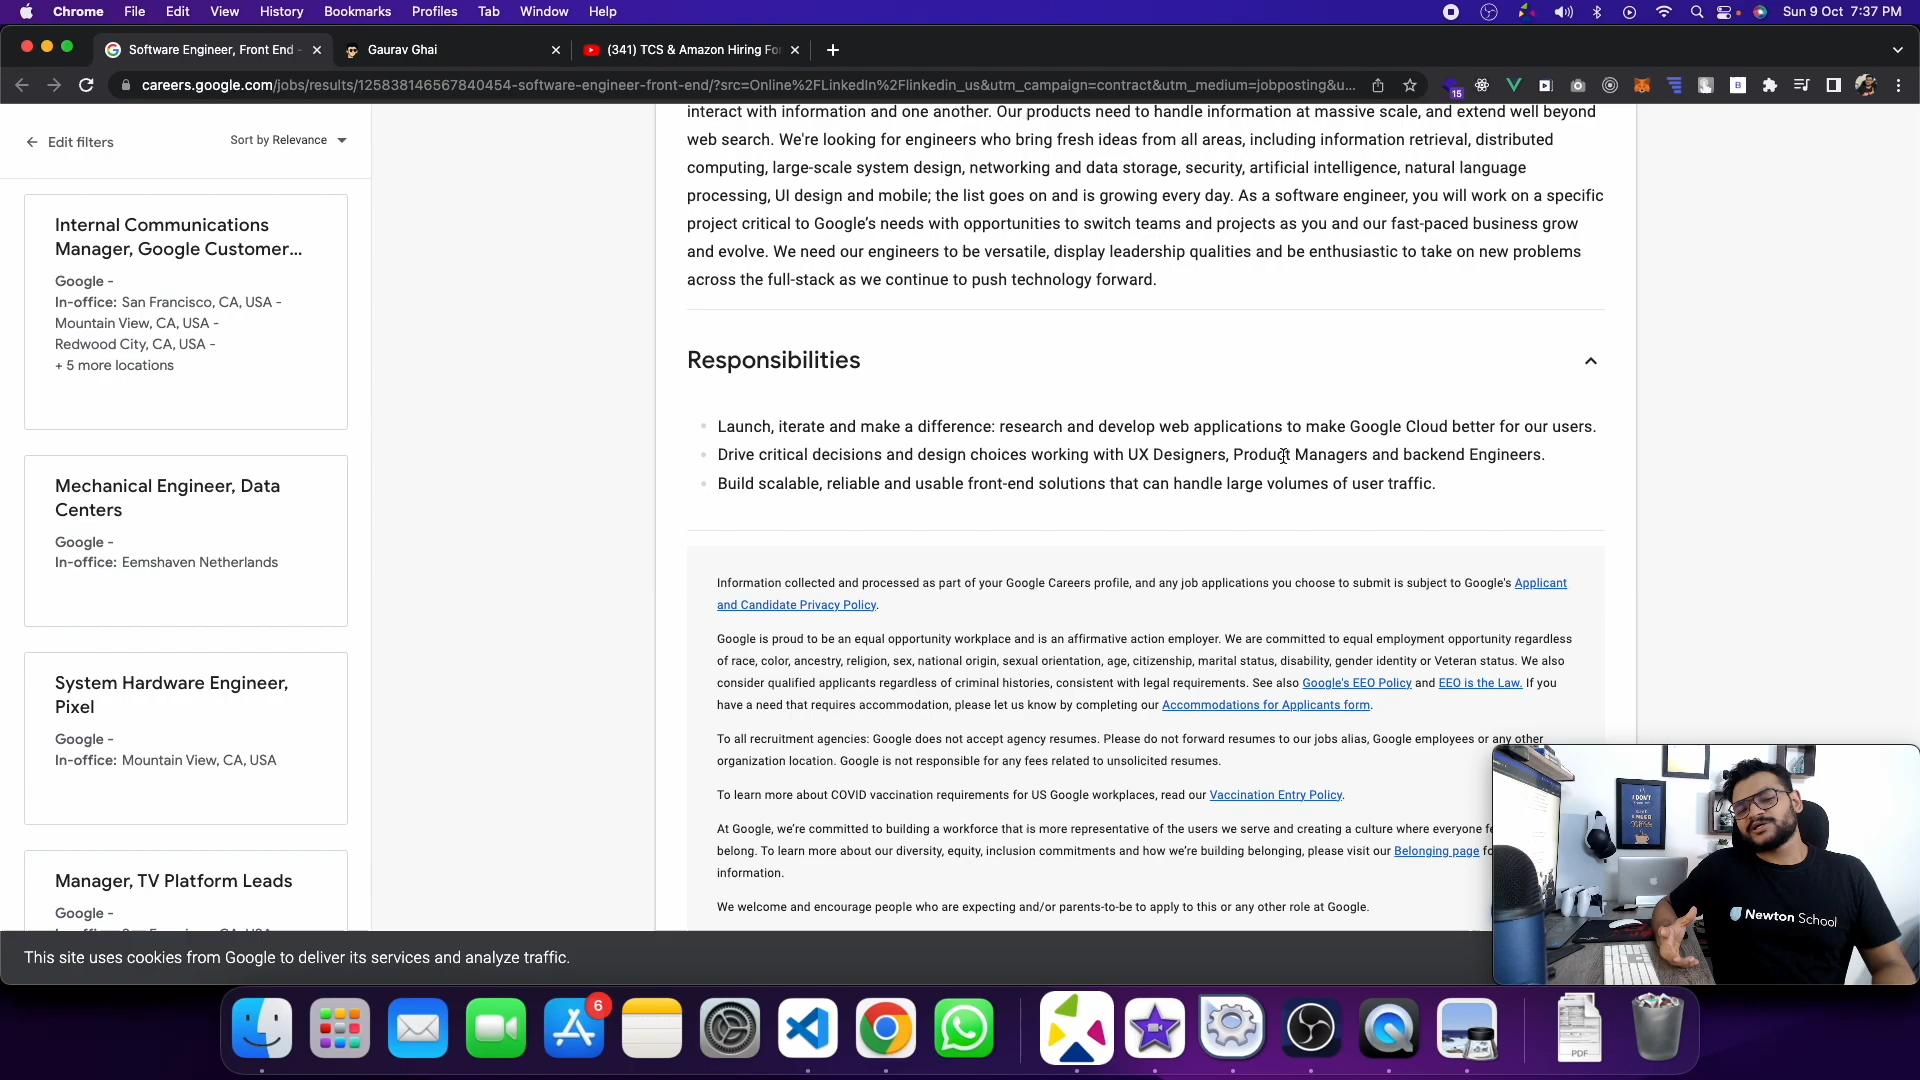 Chrome File Edit View History Bookmarks Profiles Tab Window Help Sun 9 Oct 7:37 PM
Software Engineer, Front End - Gaurav Ghai (341) TCS & Amazon Hiring For
careers.google.com/jobs/results/125838146567840454-software-engineer-front-end/?src=Online%2FLinkedIn%2Flinkedin_us&utm_campaign=contract&utm_medium=jobposting&u... 15
Edit filters Sort by Relevance
Internal Communications
Manager, Google Customer...
Google -
In-office: San Francisco, CA, USA -
Mountain View, CA, USA -
Redwood City, CA, USA -
+ 5 more locations
Mechanical Engineer, Data
Centers
Google -
In-office: Eemshaven Netherlands
System Hardware Engineer,
Pixel
Google -
In-office: Mountain View, CA, USA
Manager, TV Platform Leads
Google -
interact with information and one another. Our products need to handle information at massive scale, and extend well beyond
web search. We're looking for engineers who bring fresh ideas from all areas, including information retrieval, distributed
computing, large-scale system design, networking and data storage, security, artificial intelligence, natural language
processing, UI design and mobile; the list goes on and is growing every day. As a software engineer, you will work on a specific
project critical to Google’s needs with opportunities to switch teams and projects as you and our fast-paced business grow
and evolve. We need our engineers to be versatile, display leadership qualities and be enthusiastic to take on new problems
across the full-stack as we continue to push technology forward.
Responsibilities
Launch, iterate and make a difference: research and develop web applications to make Google Cloud better for our users.
Drive critical decisions and design choices working with UX Designers, Product Managers and backend Engineers.
Build scalable, reliable and usable front-end solutions that can handle large volumes of user traffic.
Information collected and processed as part of your Google Careers profile, and any job applications you choose to submit is subject to Google's Applicant
and Candidate Privacy Policy.
Google is proud to be an equal opportunity workplace and is an affirmative action employer. We are committed to equal employment opportunity regardless
of race, color, ancestry, religion, sex, national origin, sexual orientation, age, citizenship, marital status, disability, gender identity or Veteran status. We also
consider qualified applicants regardless of criminal histories, consistent with legal requirements. See also Google's EEO Policy and EEO is the Law. If you
have a need that requires accommodation, please let us know by completing our Accommodations for Applicants form.
To all recruitment agencies: Google does not accept agency resumes. Please do not forward resumes to our jobs alias, Google employees or any other
organization location. Google is not responsible for any fees related to unsolicited resumes.
To learn more about COVID vaccination requirements for US Google workplaces, read our Vaccination Entry Policy.
At Google, we’re committed to building a workforce that is more representative of the users we serve and creating a culture where everyone
belong. To learn more about our diversity, equity, inclusion commitments and how we’re building belonging, please visit our Belonging page
information.
We welcome and encourage people who are expecting and/or parents-to-be to apply to this or any other role at Google.
This site uses cookies from Google to deliver its services and analyze traffic.
I DON'T
Newton School
6
PDF